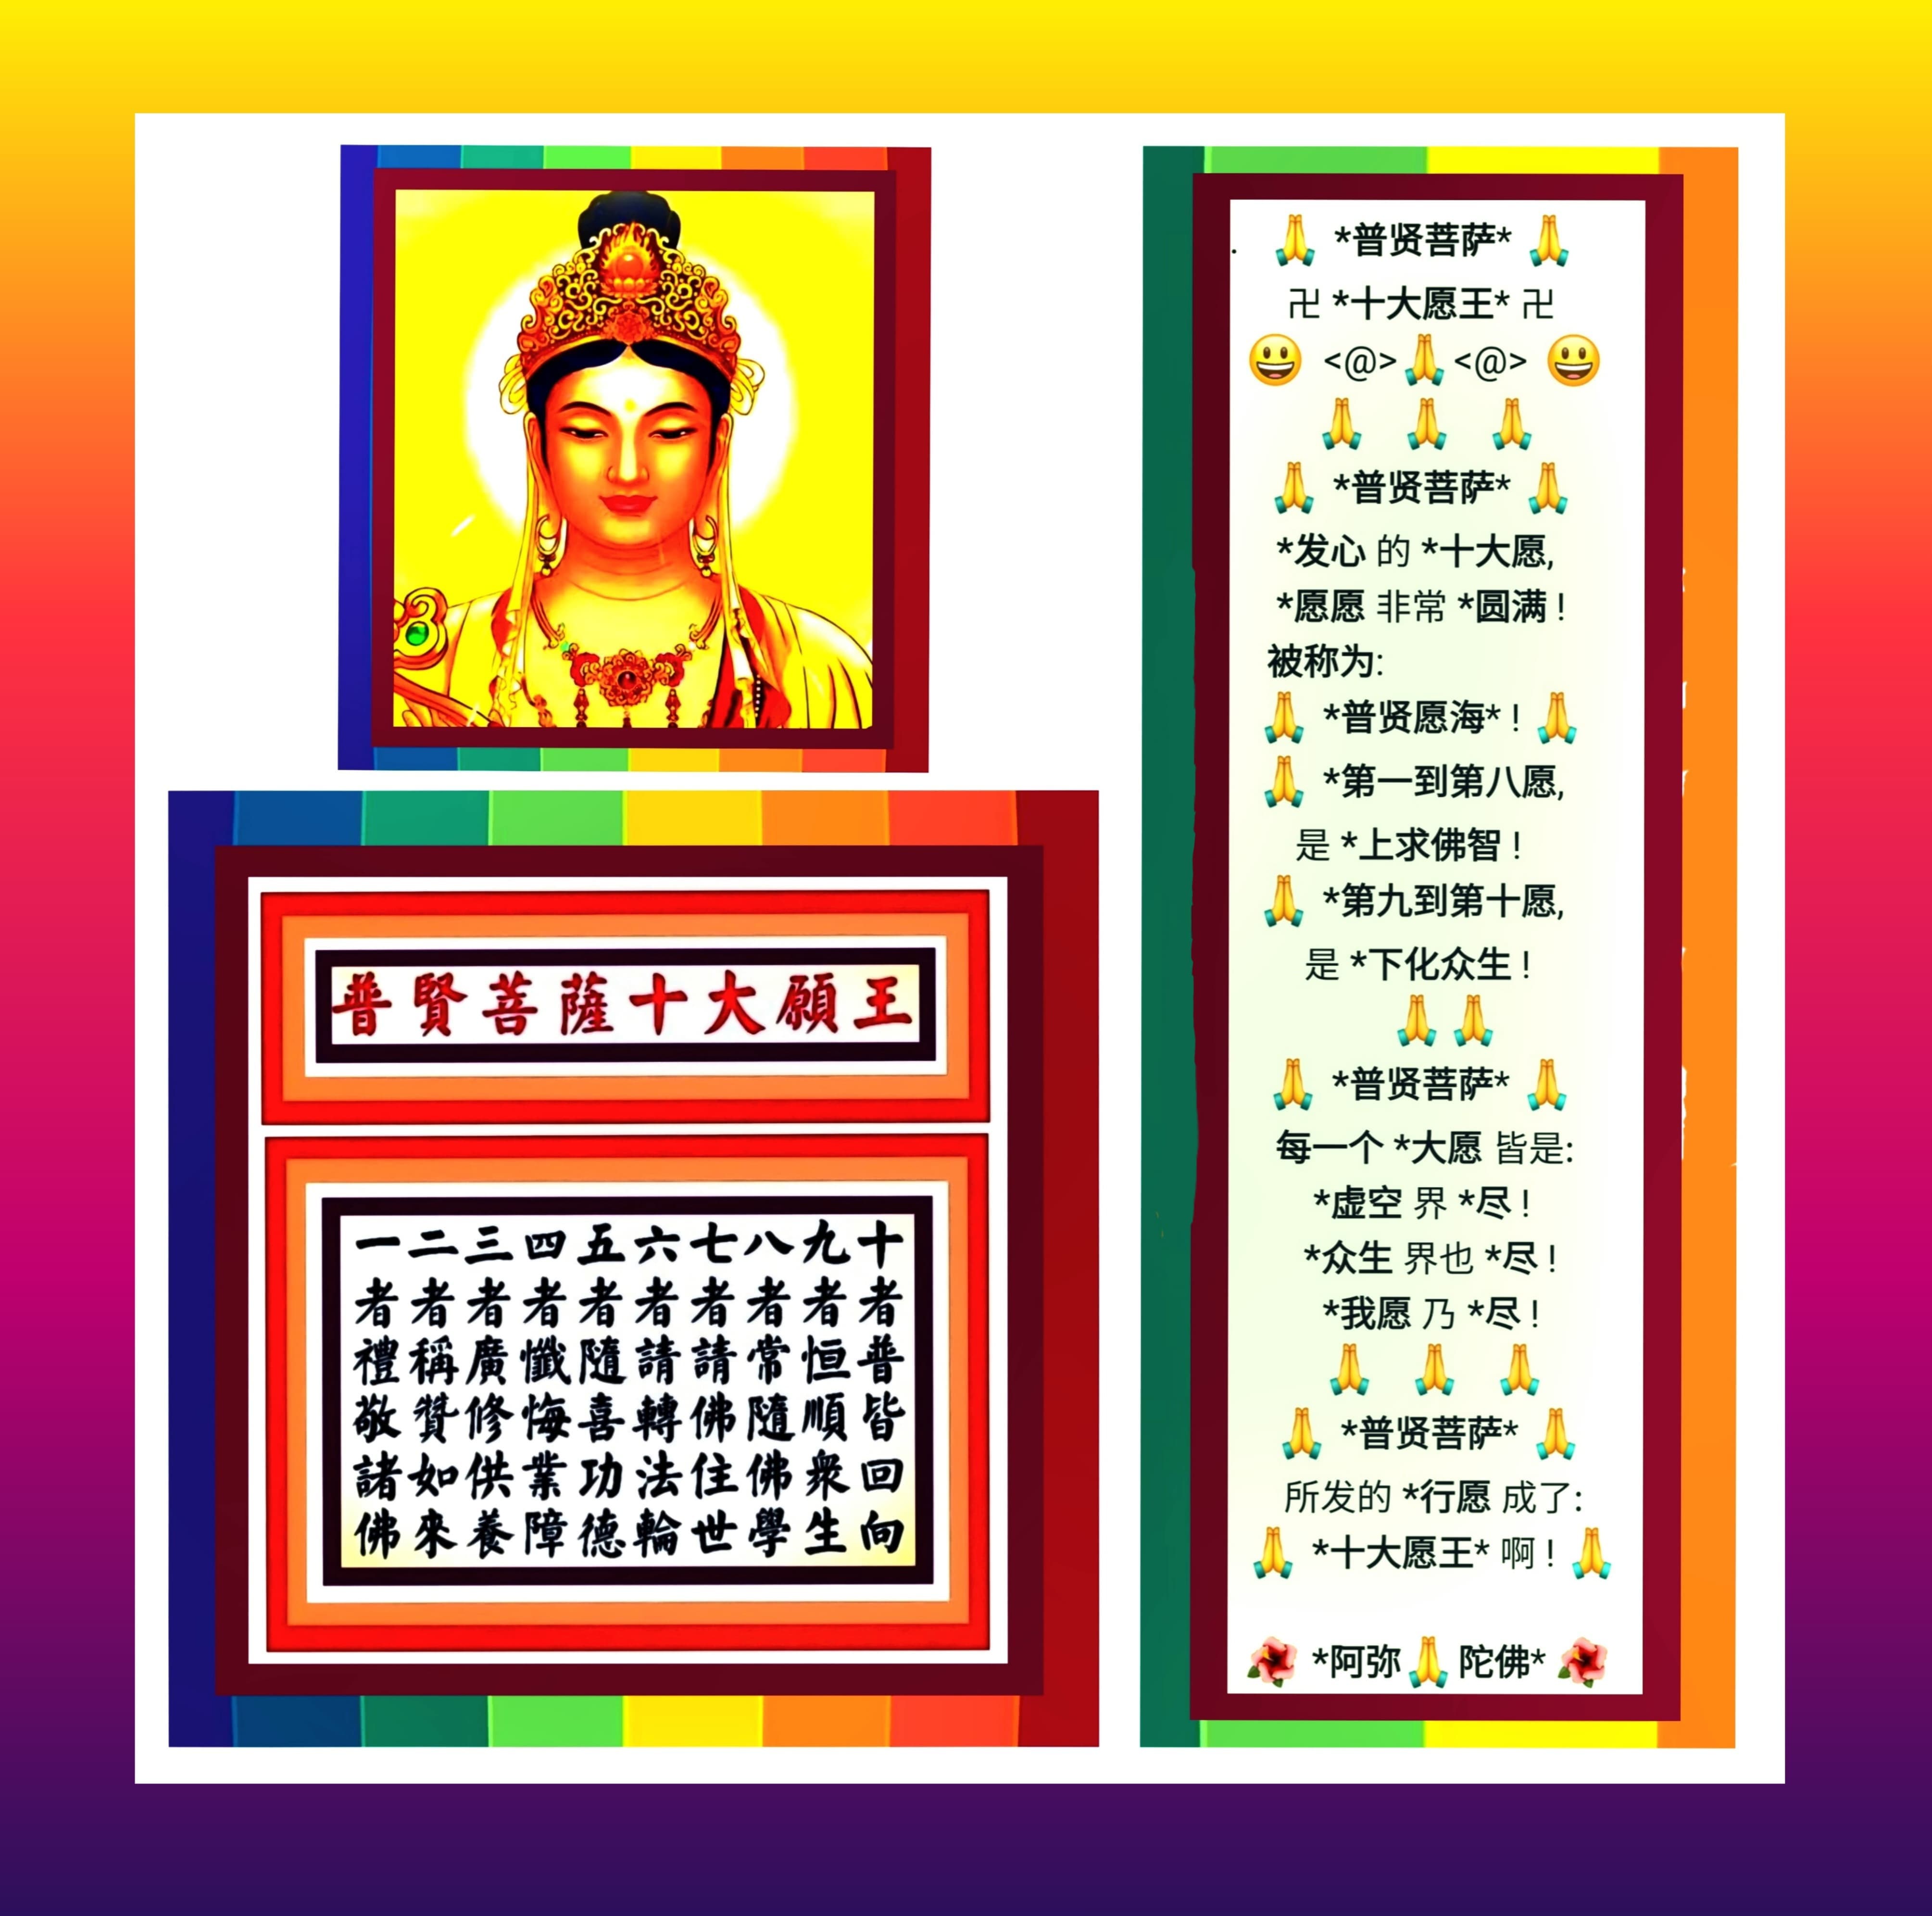 普賢菩薩十大願王
一者禮敬諸佛
二者稱贊如來
三者廣修供養
四者懺悔業障
五者隨喜功德
六者請轉法輪
七者請佛住世
八者常隨佛學
九者恒順衆生
十者普皆回向
. 🙏 *普贤菩萨* 🙏
卍 *十大愿王* 卍
😃 <@>🙏<@> 😃
🙏 🙏 🙏
🙏 *普贤菩萨* 🙏
*发心 的 *十大愿,
*愿愿 非常 *圆满 !
被称为:
🙏 *普贤愿海* ! 🙏
🙏 *第一到第八愿,
是 *上求佛智 !
🙏 *第九到第十愿,
是 *下化众生 !
🙏 🙏
🙏 *普贤菩萨* 🙏
每一个 *大愿 皆是:
*虚空 界 *尽 !
*众生 界也 *尽 !
*我愿 乃 *尽 !
🙏 🙏 🙏
🙏 *普贤菩萨* 🙏
所发的 *行愿 成了:
🙏 *十大愿王* 啊 ! 🙏
🌺 *阿弥🙏陀佛* 🌺